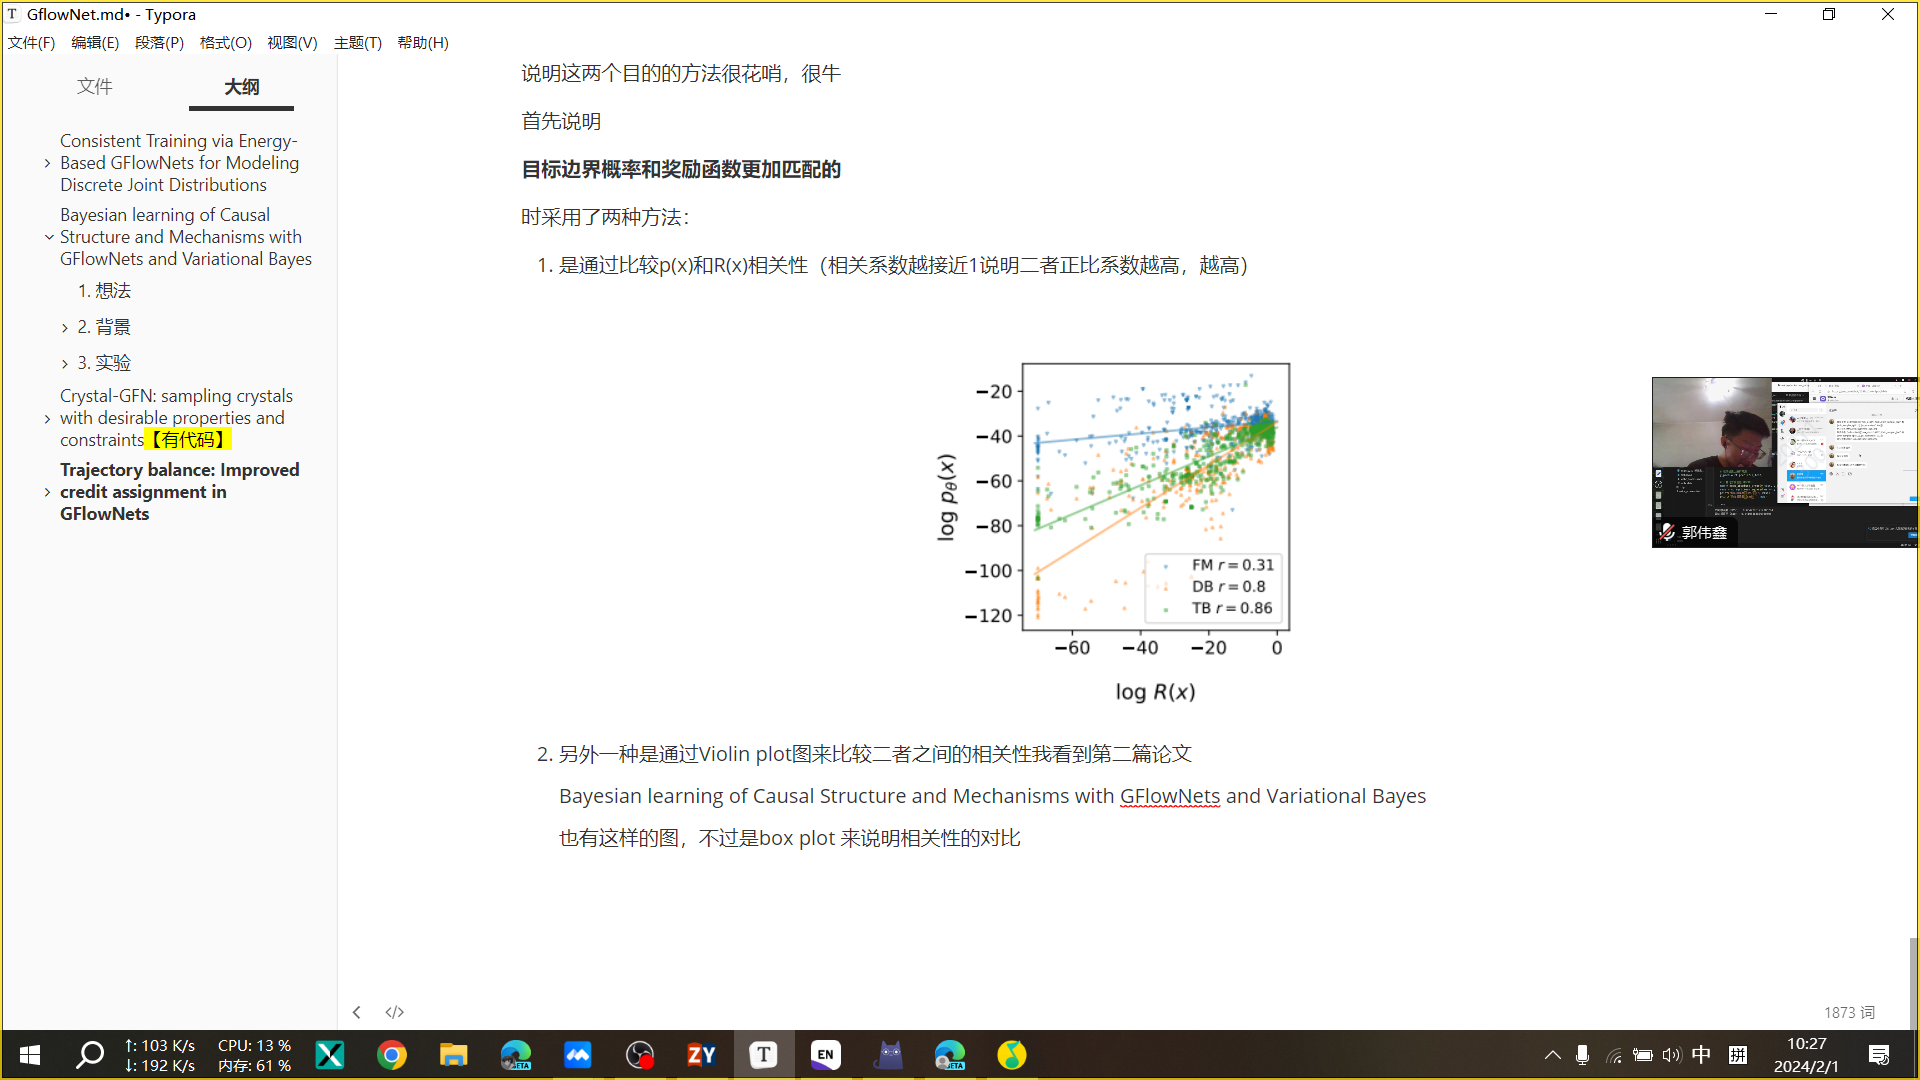 GflowNet.md• - Typora
文件(F) 编辑(E) 段落(P) 格式(O) 视图(V) 主题(T) 帮助(H)
文件 大纲
Consistent Training via Energy-
Based GFlowNets for Modeling
Discrete Joint Distributions
Bayesian learning of Causal
Structure and Mechanisms with
GFlowNets and Variational Bayes
1. 想法
2. 背景
3. 实验
Crystal-GFN: sampling crystals
with desirable properties and
constraints【有代码】
Trajectory balance: Improved
credit assignment in
GFlowNets
说明这两个目的的方法很花哨，很牛
首先说明
目标边界概率和奖励函数更加匹配的
时采用了两种方法：
1. 是通过比较p(x)和R(x)相关性（相关系数越接近1说明二者正比系数越高，越高）
−20
−40
−60
−80
−100
−120
log pθ(x)
FM r = 0.31
DB r = 0.8
TB r = 0.86
−60 −40 −20 0
log R(x)
2. 另外一种是通过Violin plot图来比较二者之间的相关性我看到第二篇论文
Bayesian learning of Causal Structure and Mechanisms with GFlowNets and Variational Bayes
也有这样的图，不过是box plot 来说明相关性的对比
郭伟鑫
1873 词
↑: 103 K/s CPU: 13 %
↓: 192 K/s 内存: 61 %
BETA
ZY
T
EN
BETA
中
拼
10:27
2024/2/1